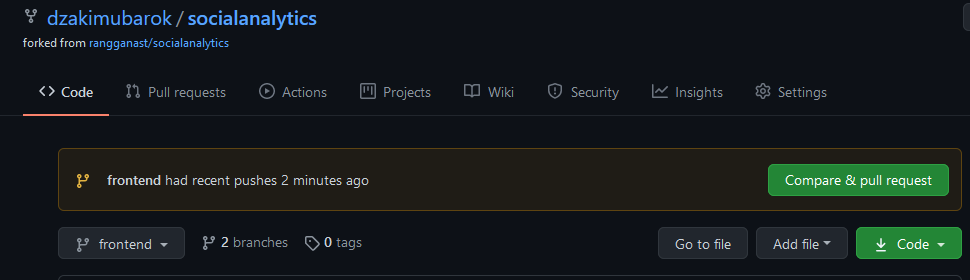 dzakimubarok / socialanalytics
forked from rangganast/socialanalytics
Code Pull requests Actions Projects Wiki Security Insights Settings
frontend had recent pushes 2 minutes ago Compare & pull request
frontend 2 branches 0 tags Go to file Add file Code